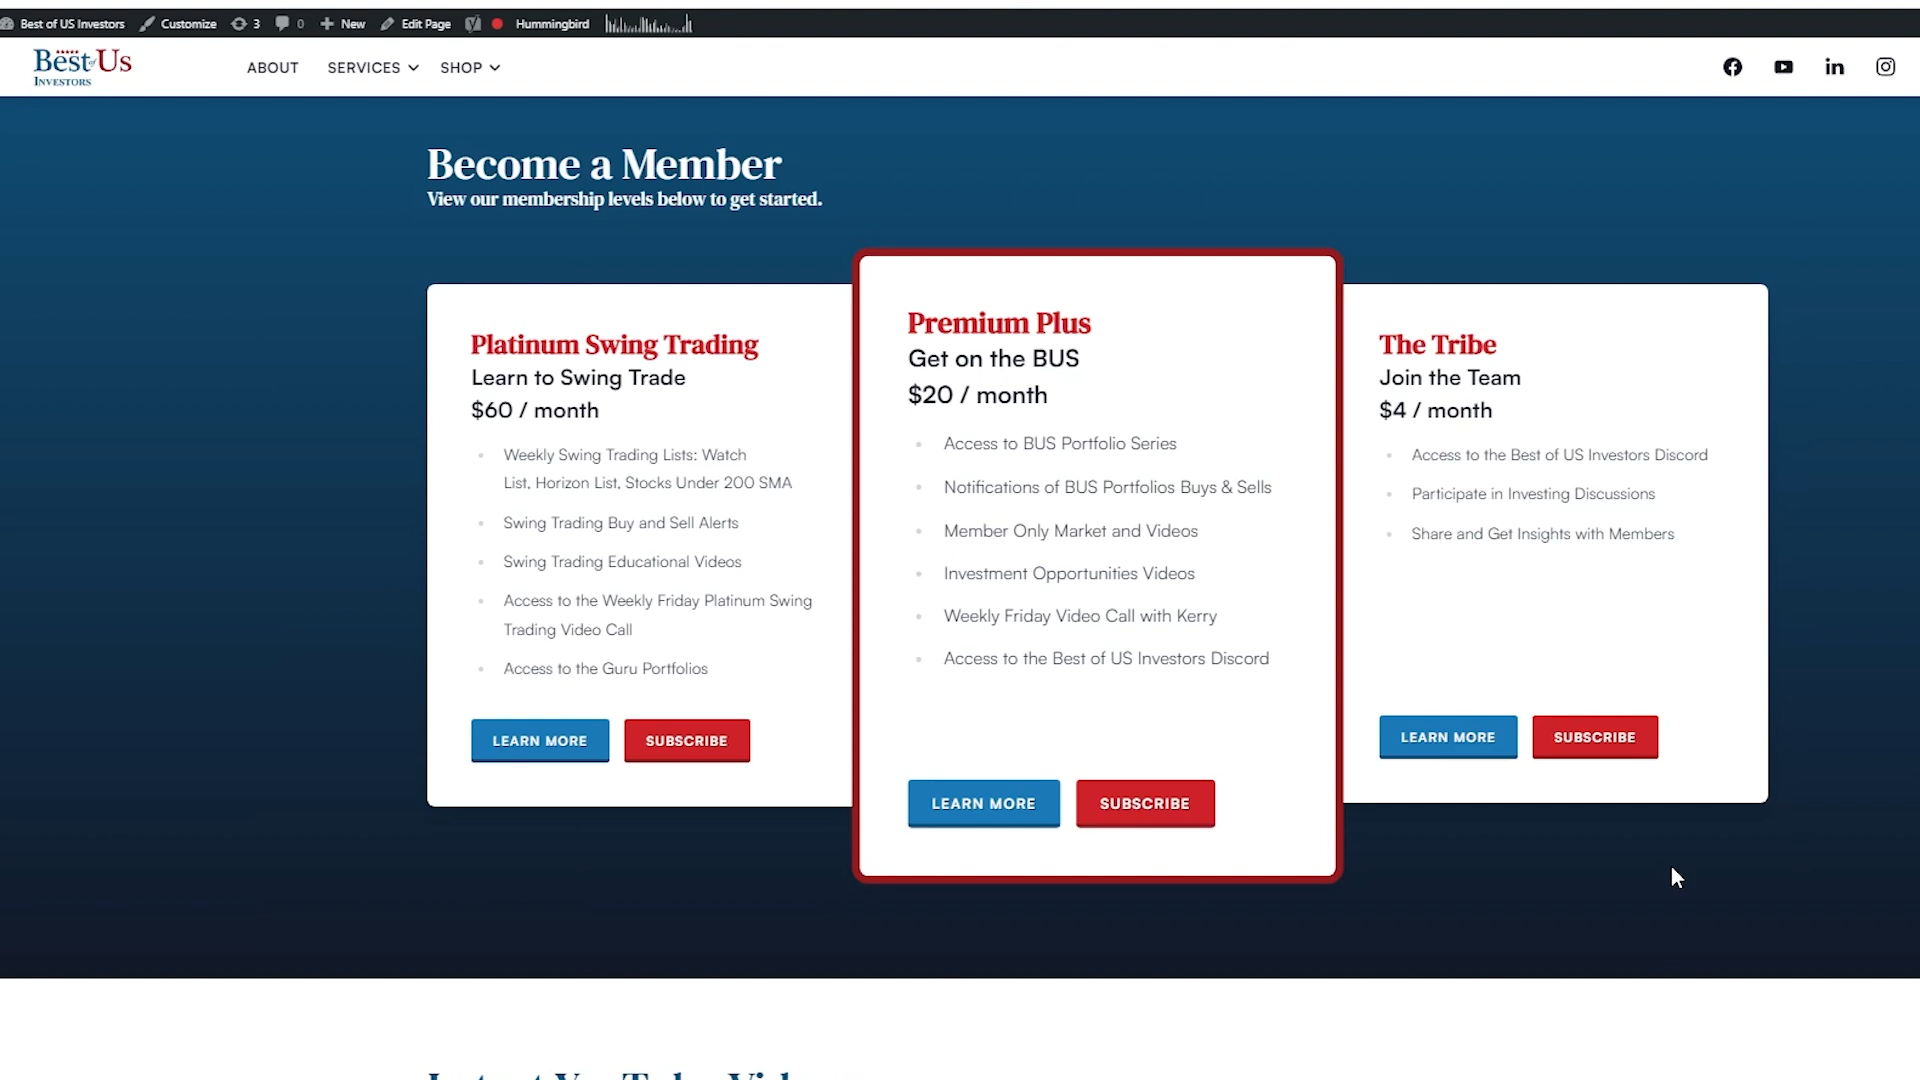 Best of US Investors Customize 3 0 New Edit Page Hummingbird
Best of Us
INVESTORS
ABOUT SERVICES SHOP
Become a Member
View our membership levels below to get started.
Platinum Swing Trading
Learn to Swing Trade
$60 / month
Weekly Swing Trading Lists: Watch
List, Horizon List, Stocks Under 200 SMA
Swing Trading Buy and Sell Alerts
Swing Trading Educational Videos
Access to the Weekly Friday Platinum Swing
Trading Video Call
Access to the Guru Portfolios
LEARN MORE SUBSCRIBE
Premium Plus
Get on the BUS
$20 / month
Access to BUS Portfolio Series
Notifications of BUS Portfolios Buys & Sells
Member Only Market and Videos
Investment Opportunities Videos
Weekly Friday Video Call with Kerry
Access to the Best of US Investors Discord
LEARN MORE SUBSCRIBE
The Tribe
Join the Team
$4 / month
Access to the Best of US Investors Discord
Participate in Investing Discussions
Share and Get Insights with Members
LEARN MORE SUBSCRIBE